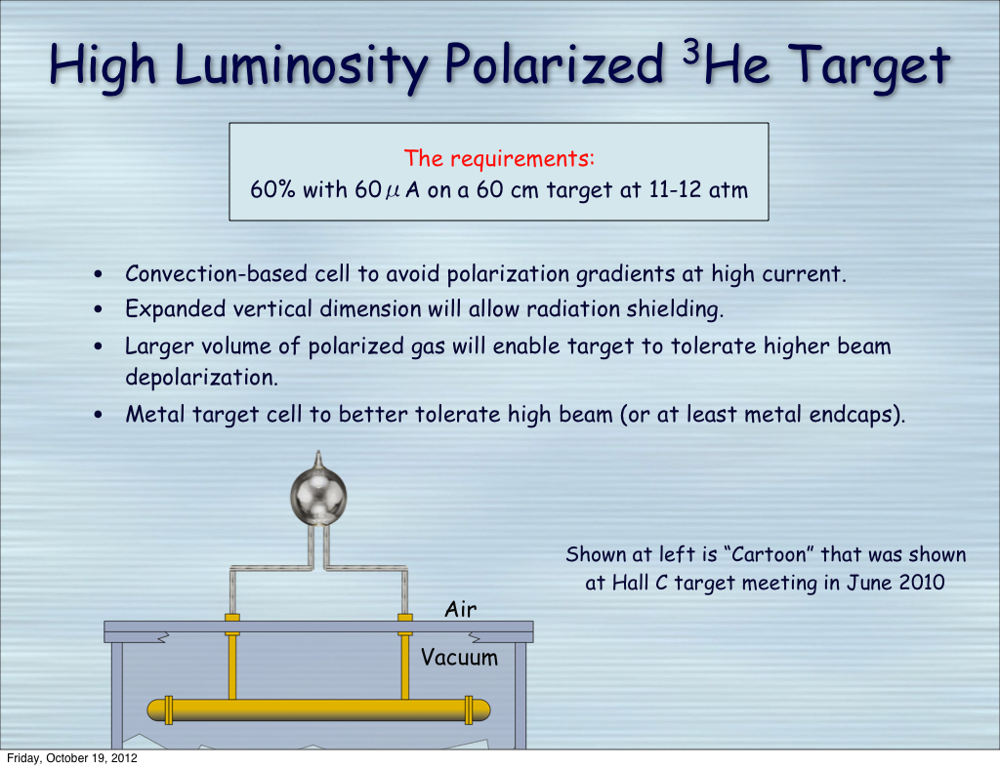 High Luminosity Polarized ³He Target
The requirements:
60% with 60 μ A on a 60 cm target at 11-12 atm
• Convection-based cell to avoid polarization gradients at high current.
• Expanded vertical dimension will allow radiation shielding.
• Larger volume of polarized gas will enable target to tolerate higher beam
depolarization.
• Metal target cell to better tolerate high beam (or at least metal endcaps).
Shown at left is “Cartoon” that was shown
at Hall C target meeting in June 2010
Air
Vacuum
Friday, October 19, 2012